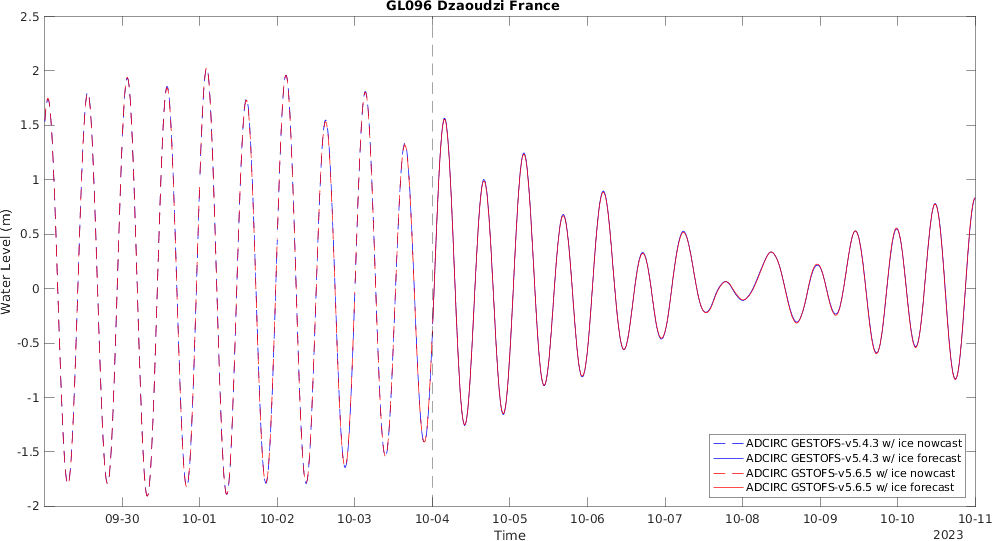 GL096 Dzaoudzi France
2.5
2
1.5
1
0.5
0
-0.5
-1
-1.5
-2
Water Level (m)
ADCIRC GESTOFS-v5.4.3 w/ ice nowcast
ADCIRC GESTOFS-v5.4.3 w/ ice forecast
ADCIRC GSTOFS-v5.6.5 w/ ice nowcast
ADCIRC GSTOFS-v5.6.5 w/ ice forecast
09-30 10-01 10-02 10-03 10-04 10-05 10-06 10-07 10-08 10-09 10-10 10-11
Time 2023